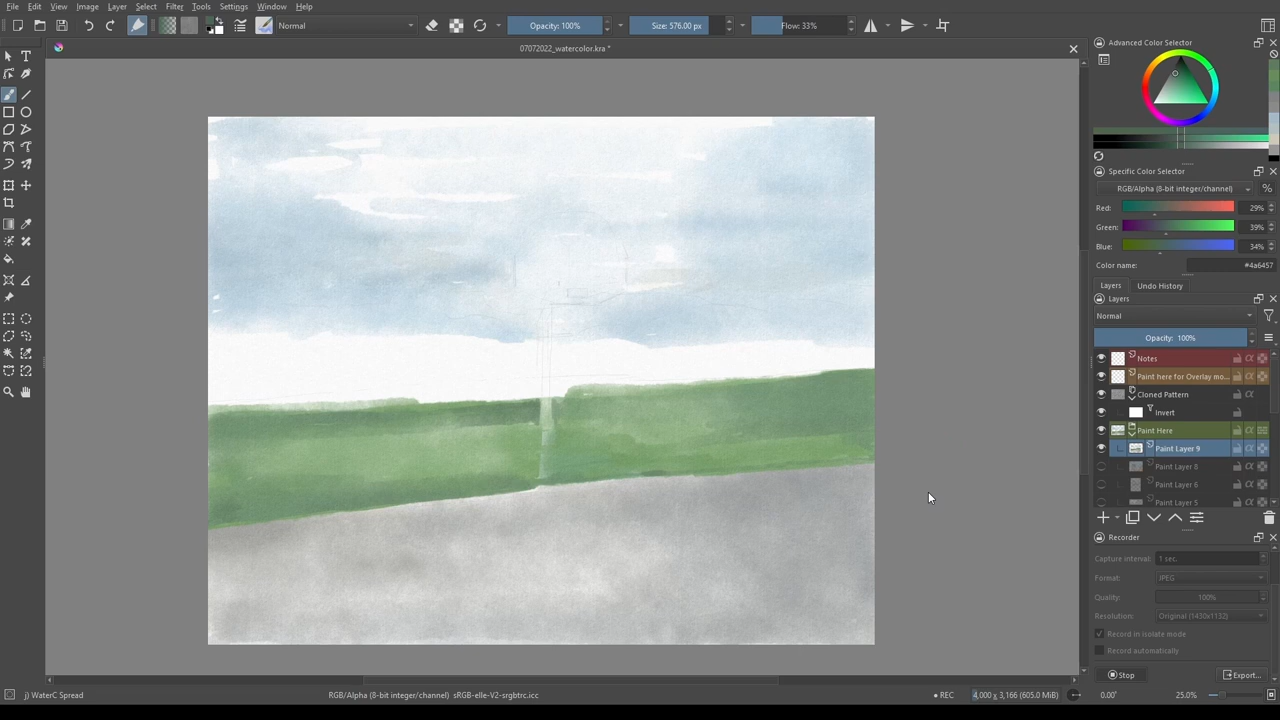 File Edit View Image Layer Select Filter Tools Settings Window Help
Normal Opacity: 100% Size: 576.00 px Flow: 33%
07072022_watercolor.kra *
Advanced Color Selector
Specific Color Selector
RGB/Alpha (8-bit integer/channel) %
Red: 29%
Green: 39%
Blue: 34%
Color name: #4a6457
Layers Undo History
Layers
Normal
Opacity: 100%
Notes
Paint here for Overlay mo...
Cloned Pattern
Invert
Paint Here
Paint Layer 9
Paint Layer 8
Paint Layer 6
Paint Layer 5
Recorder
Capture interval: 1 sec.
Format: JPEG
Quality: 100%
Resolution: Original (1430x1132)
Record in isolate mode
Record automatically
Stop Export...
j) WaterC Spread RGB/Alpha (8-bit integer/channel) sRGB-elle-V2-srgbtrc.icc REC 4,000 x 3,166 (605.0 MiB) 0.00° 25.0%